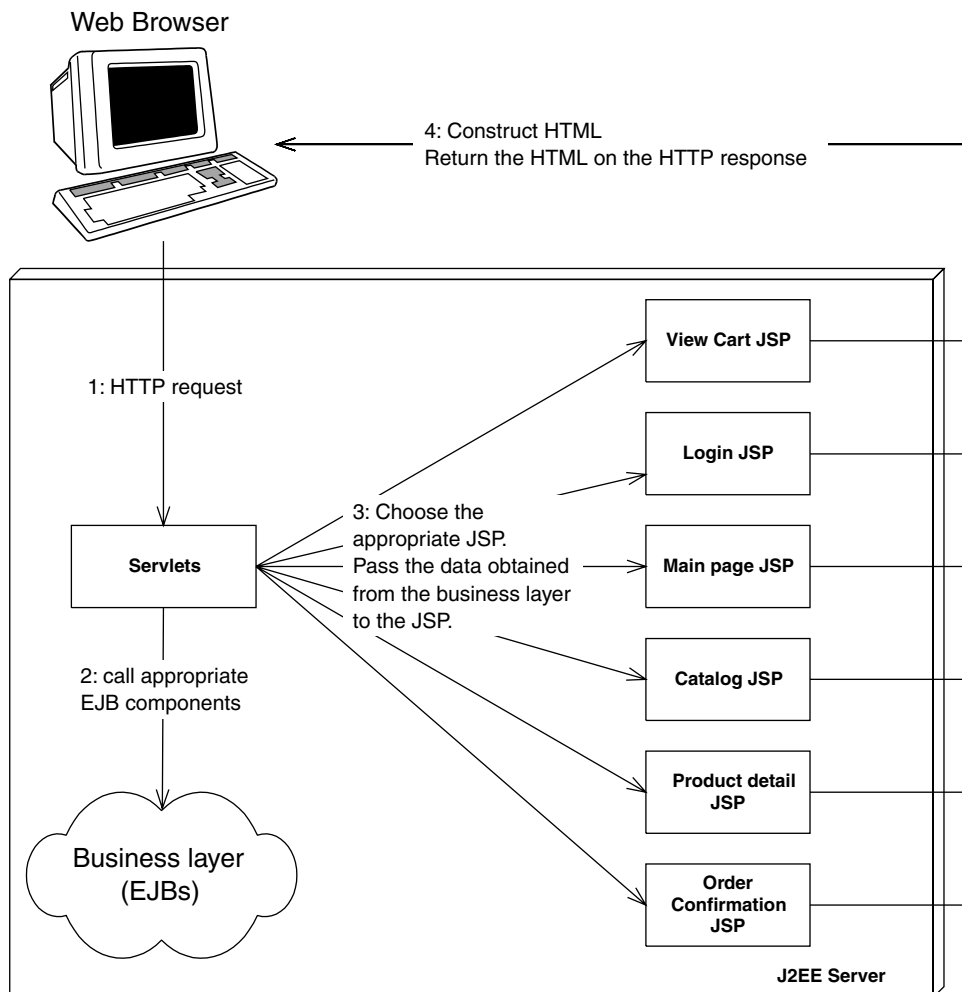 Web Browser
4: Construct HTML
Return the HTML on the HTTP response
1: HTTP request
View Cart JSP
Login JSP
3: Choose the
appropriate JSP.
Pass the data obtained
from the business layer
to the JSP.
Servlets
Main page JSP
2: call appropriate
EJB components
Catalog JSP
Product detail
JSP
Business layer
(EJBs)
Order
Confirmation
JSP
J2EE Server